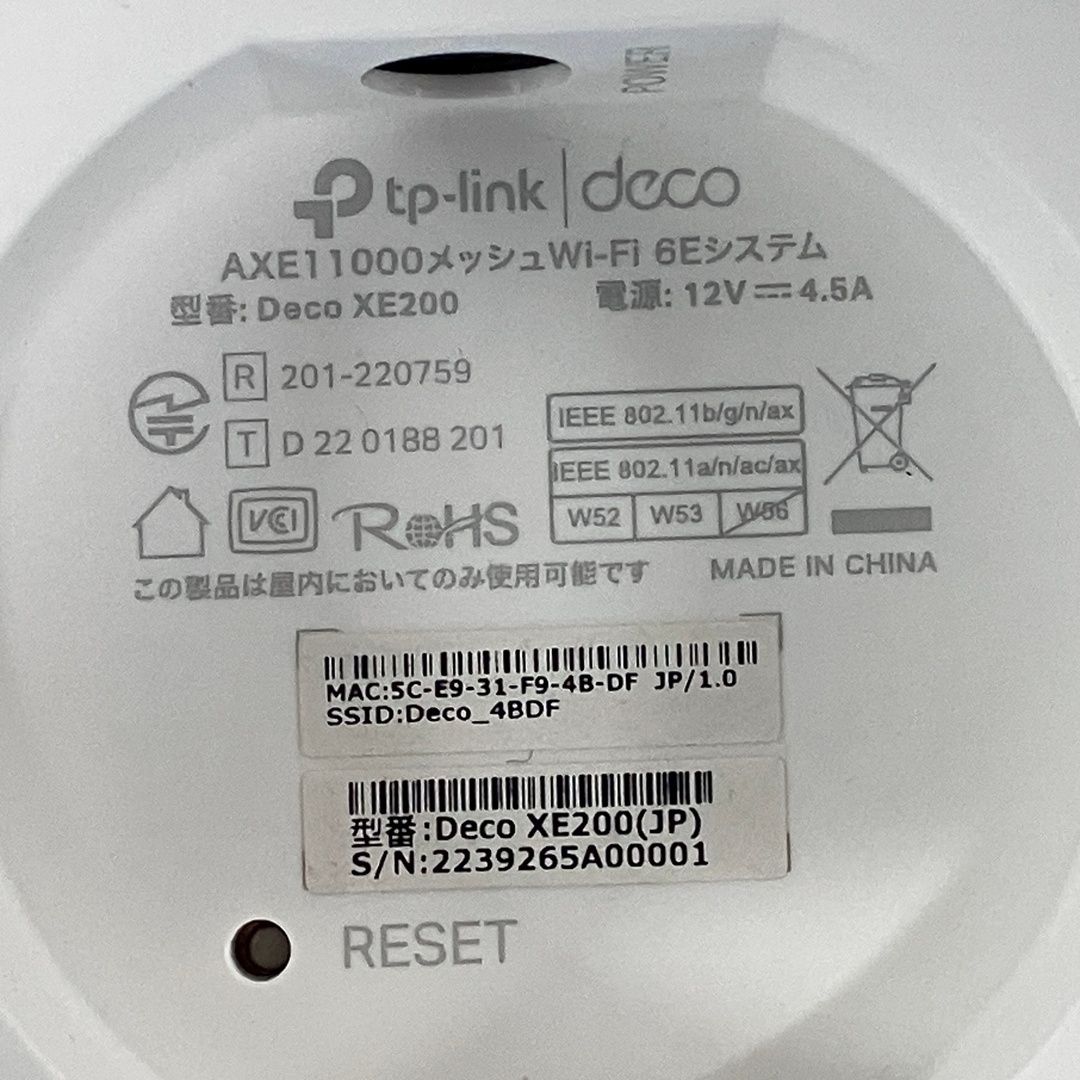 POWER
tp-link | deco
AXE11000メッシュWi-Fi 6Eシステム
型番: Deco XE200 電源: 12V⎓4.5A
R 201-220759
T D 22 0188 201
IEEE 802.11b/g/n/ax
IEEE 802.11a/n/ac/ax
W52 W53 W56
VCCI RoHS
この製品は屋内においてのみ使用可能です MADE IN CHINA
MAC:5C-E9-31-F9-4B-DF JP/1.0
SSID:Deco_4BDF
型番:Deco XE200(JP)
S/N:2239265A00001
RESET